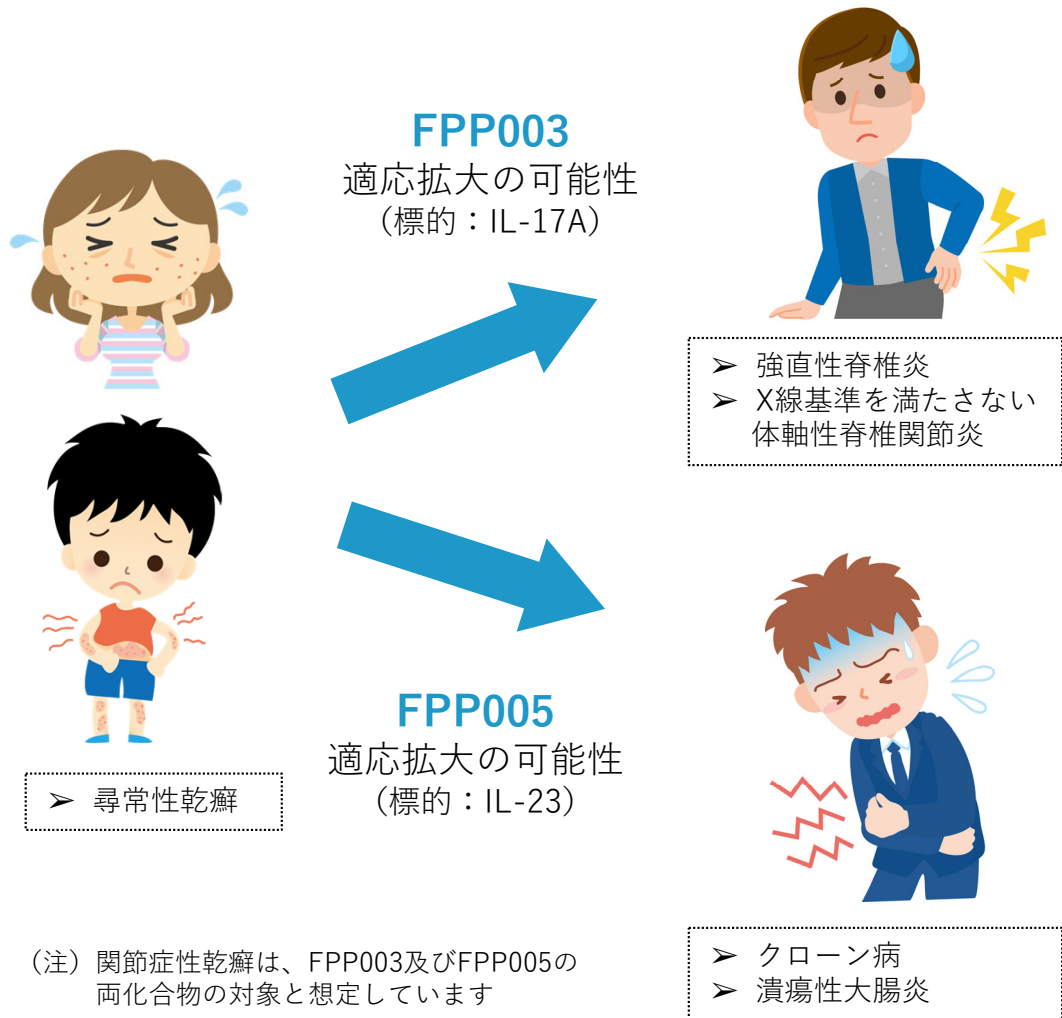 FPP003
適応拡大の可能性
（標的：IL-17A）
➢ 強直性脊椎炎
➢ X線基準を満たさない
体軸性脊椎関節炎
FPP005
適応拡大の可能性
（標的：IL-23）
➢ 尋常性乾癬
➢ クローン病
➢ 潰瘍性大腸炎
（注）関節症性乾癬は、FPP003及びFPP005の
両化合物の対象と想定しています